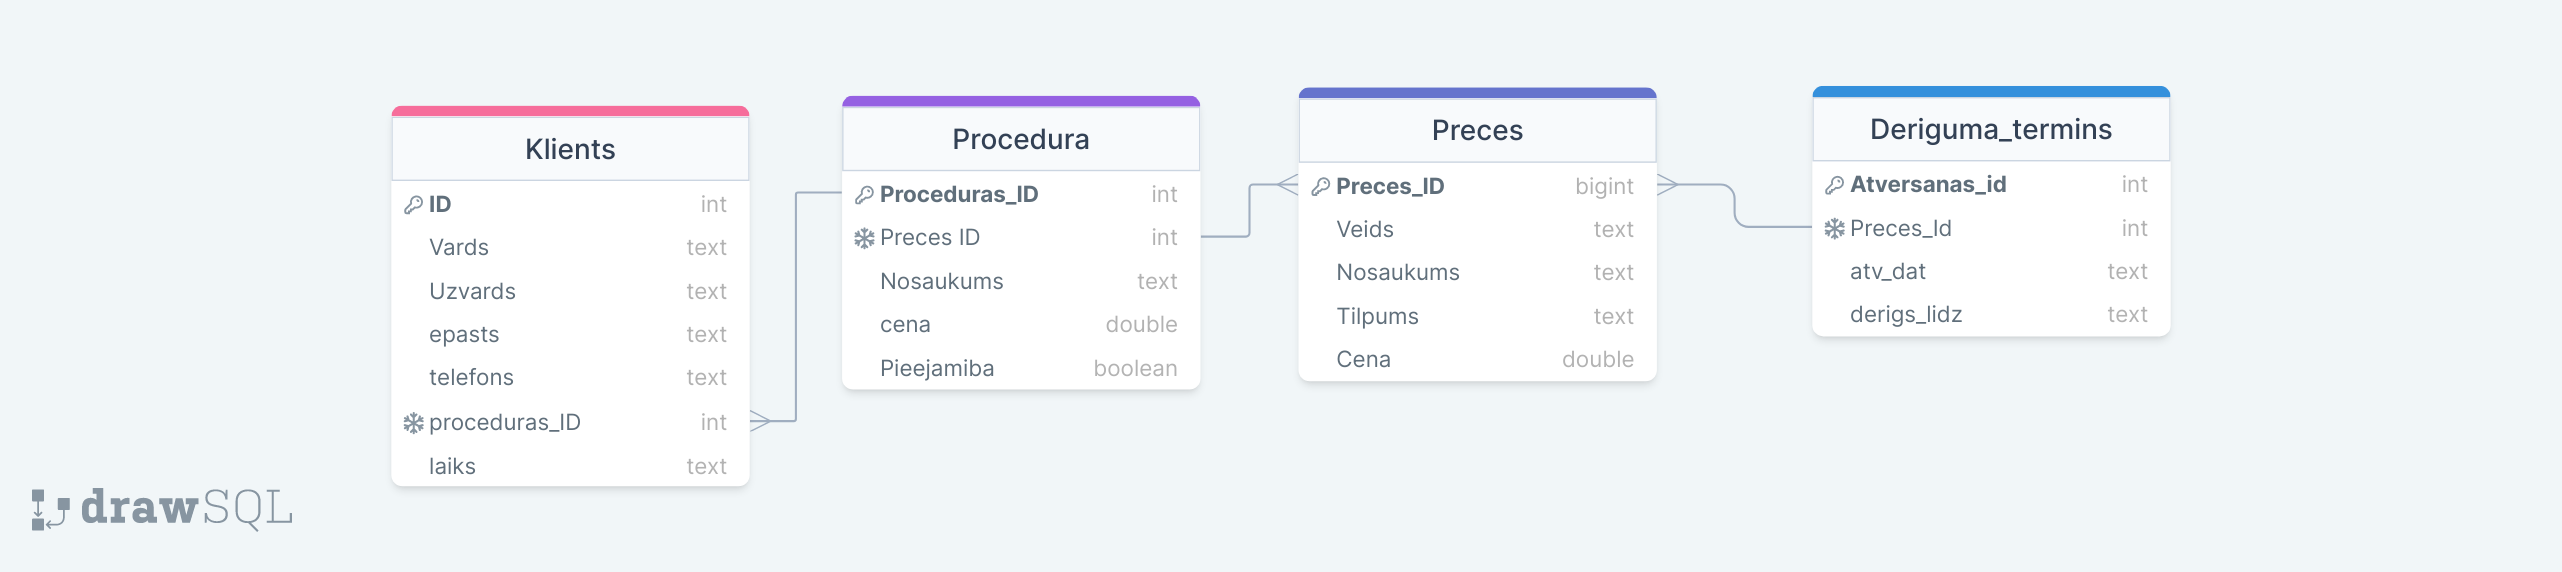 Klients
ID int
Vards text
Uzvards text
epasts text
telefons text
proceduras_ID int
laiks text
Procedura
Proceduras_ID int
Preces ID int
Nosaukums text
cena double
Pieejamiba boolean
Preces
Preces_ID bigint
Veids text
Nosaukums text
Tilpums text
Cena double
Deriguma_termins
Atversanas_id int
Preces_Id int
atv_dat text
derigs_lidz text
drawSQL